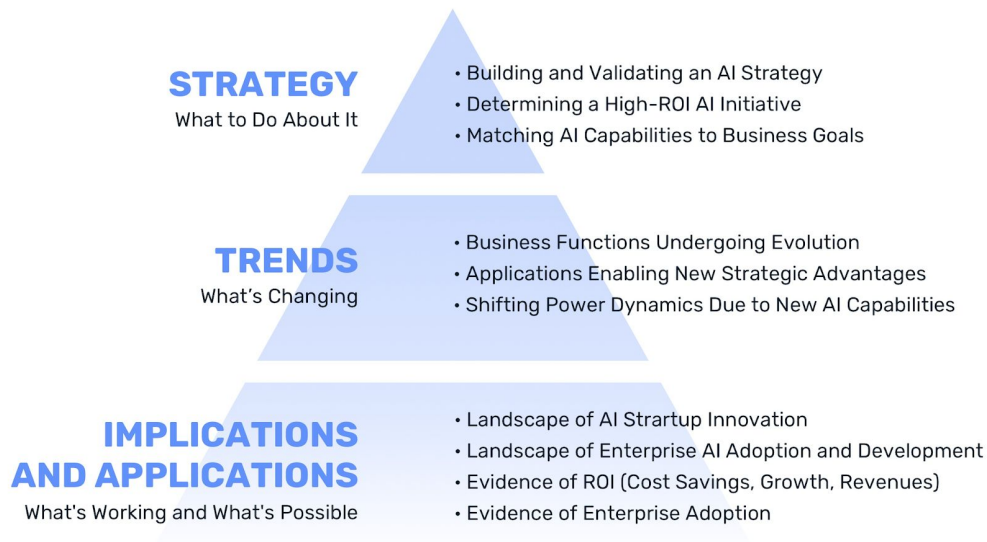 STRATEGY
What to Do About It
• Building and Validating an AI Strategy
• Determining a High-ROI AI Initiative
• Matching AI Capabilities to Business Goals
TRENDS
What's Changing
• Business Functions Undergoing Evolution
• Applications Enabling New Strategic Advantages
• Shifting Power Dynamics Due to New AI Capabilities
IMPLICATIONS
AND APPLICATIONS
What's Working and What's Possible
• Landscape of AI Strartup Innovation
• Landscape of Enterprise AI Adoption and Development
• Evidence of ROI (Cost Savings, Growth, Revenues)
• Evidence of Enterprise Adoption